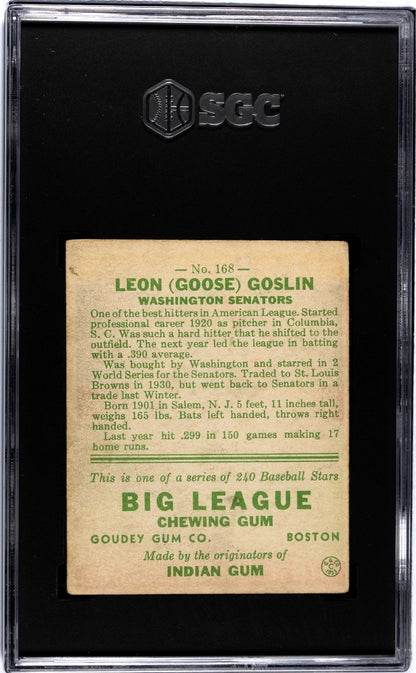 SGC
— No. 168 —
LEON (GOOSE) GOSLIN
WASHINGTON SENATORS
One of the best hitters in American League. Started
professional career 1920 as pitcher in Columbia,
S. C. Was such a hard hitter that he shifted to the
outfield. The next year led the league in batting
with a .390 average.
Was bought by Washington and starred in 2
World Series for the Senators. Traded to St. Louis
Browns in 1930, but went back to Senators in a
trade last Winter.
Born 1901 in Salem, N. J. 5 feet, 11 inches tall,
weighs 165 lbs. Bats left handed, throws right
handed.
Last year hit .299 in 150 games making 17
home runs.
This is one of a series of 240 Baseball Stars
BIG LEAGUE
CHEWING GUM
GOUDEY GUM CO. BOSTON
Made by the originators of
INDIAN GUM